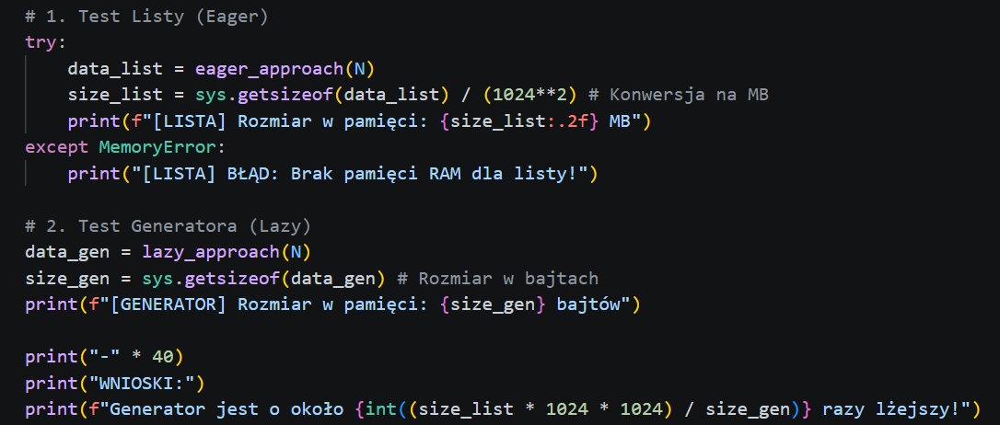 # 1. Test Listy (Eager)
try:
    data_list = eager_approach(N)
    size_list = sys.getsizeof(data_list) / (1024**2) # Konwersja na MB
    print(f"[LISTA] Rozmiar w pamięci: {size_list:.2f} MB")
except MemoryError:
    print("[LISTA] BŁĄD: Brak pamięci RAM dla listy!")

# 2. Test Generatora (Lazy)
data_gen = lazy_approach(N)
size_gen = sys.getsizeof(data_gen) # Rozmiar w bajtach
print(f"[GENERATOR] Rozmiar w pamięci: {size_gen} bajtów")

print("-" * 40)
print("WNIOSKI:")
print(f"Generator jest o około {int((size_list * 1024 * 1024) / size_gen)} razy lżejszy!")